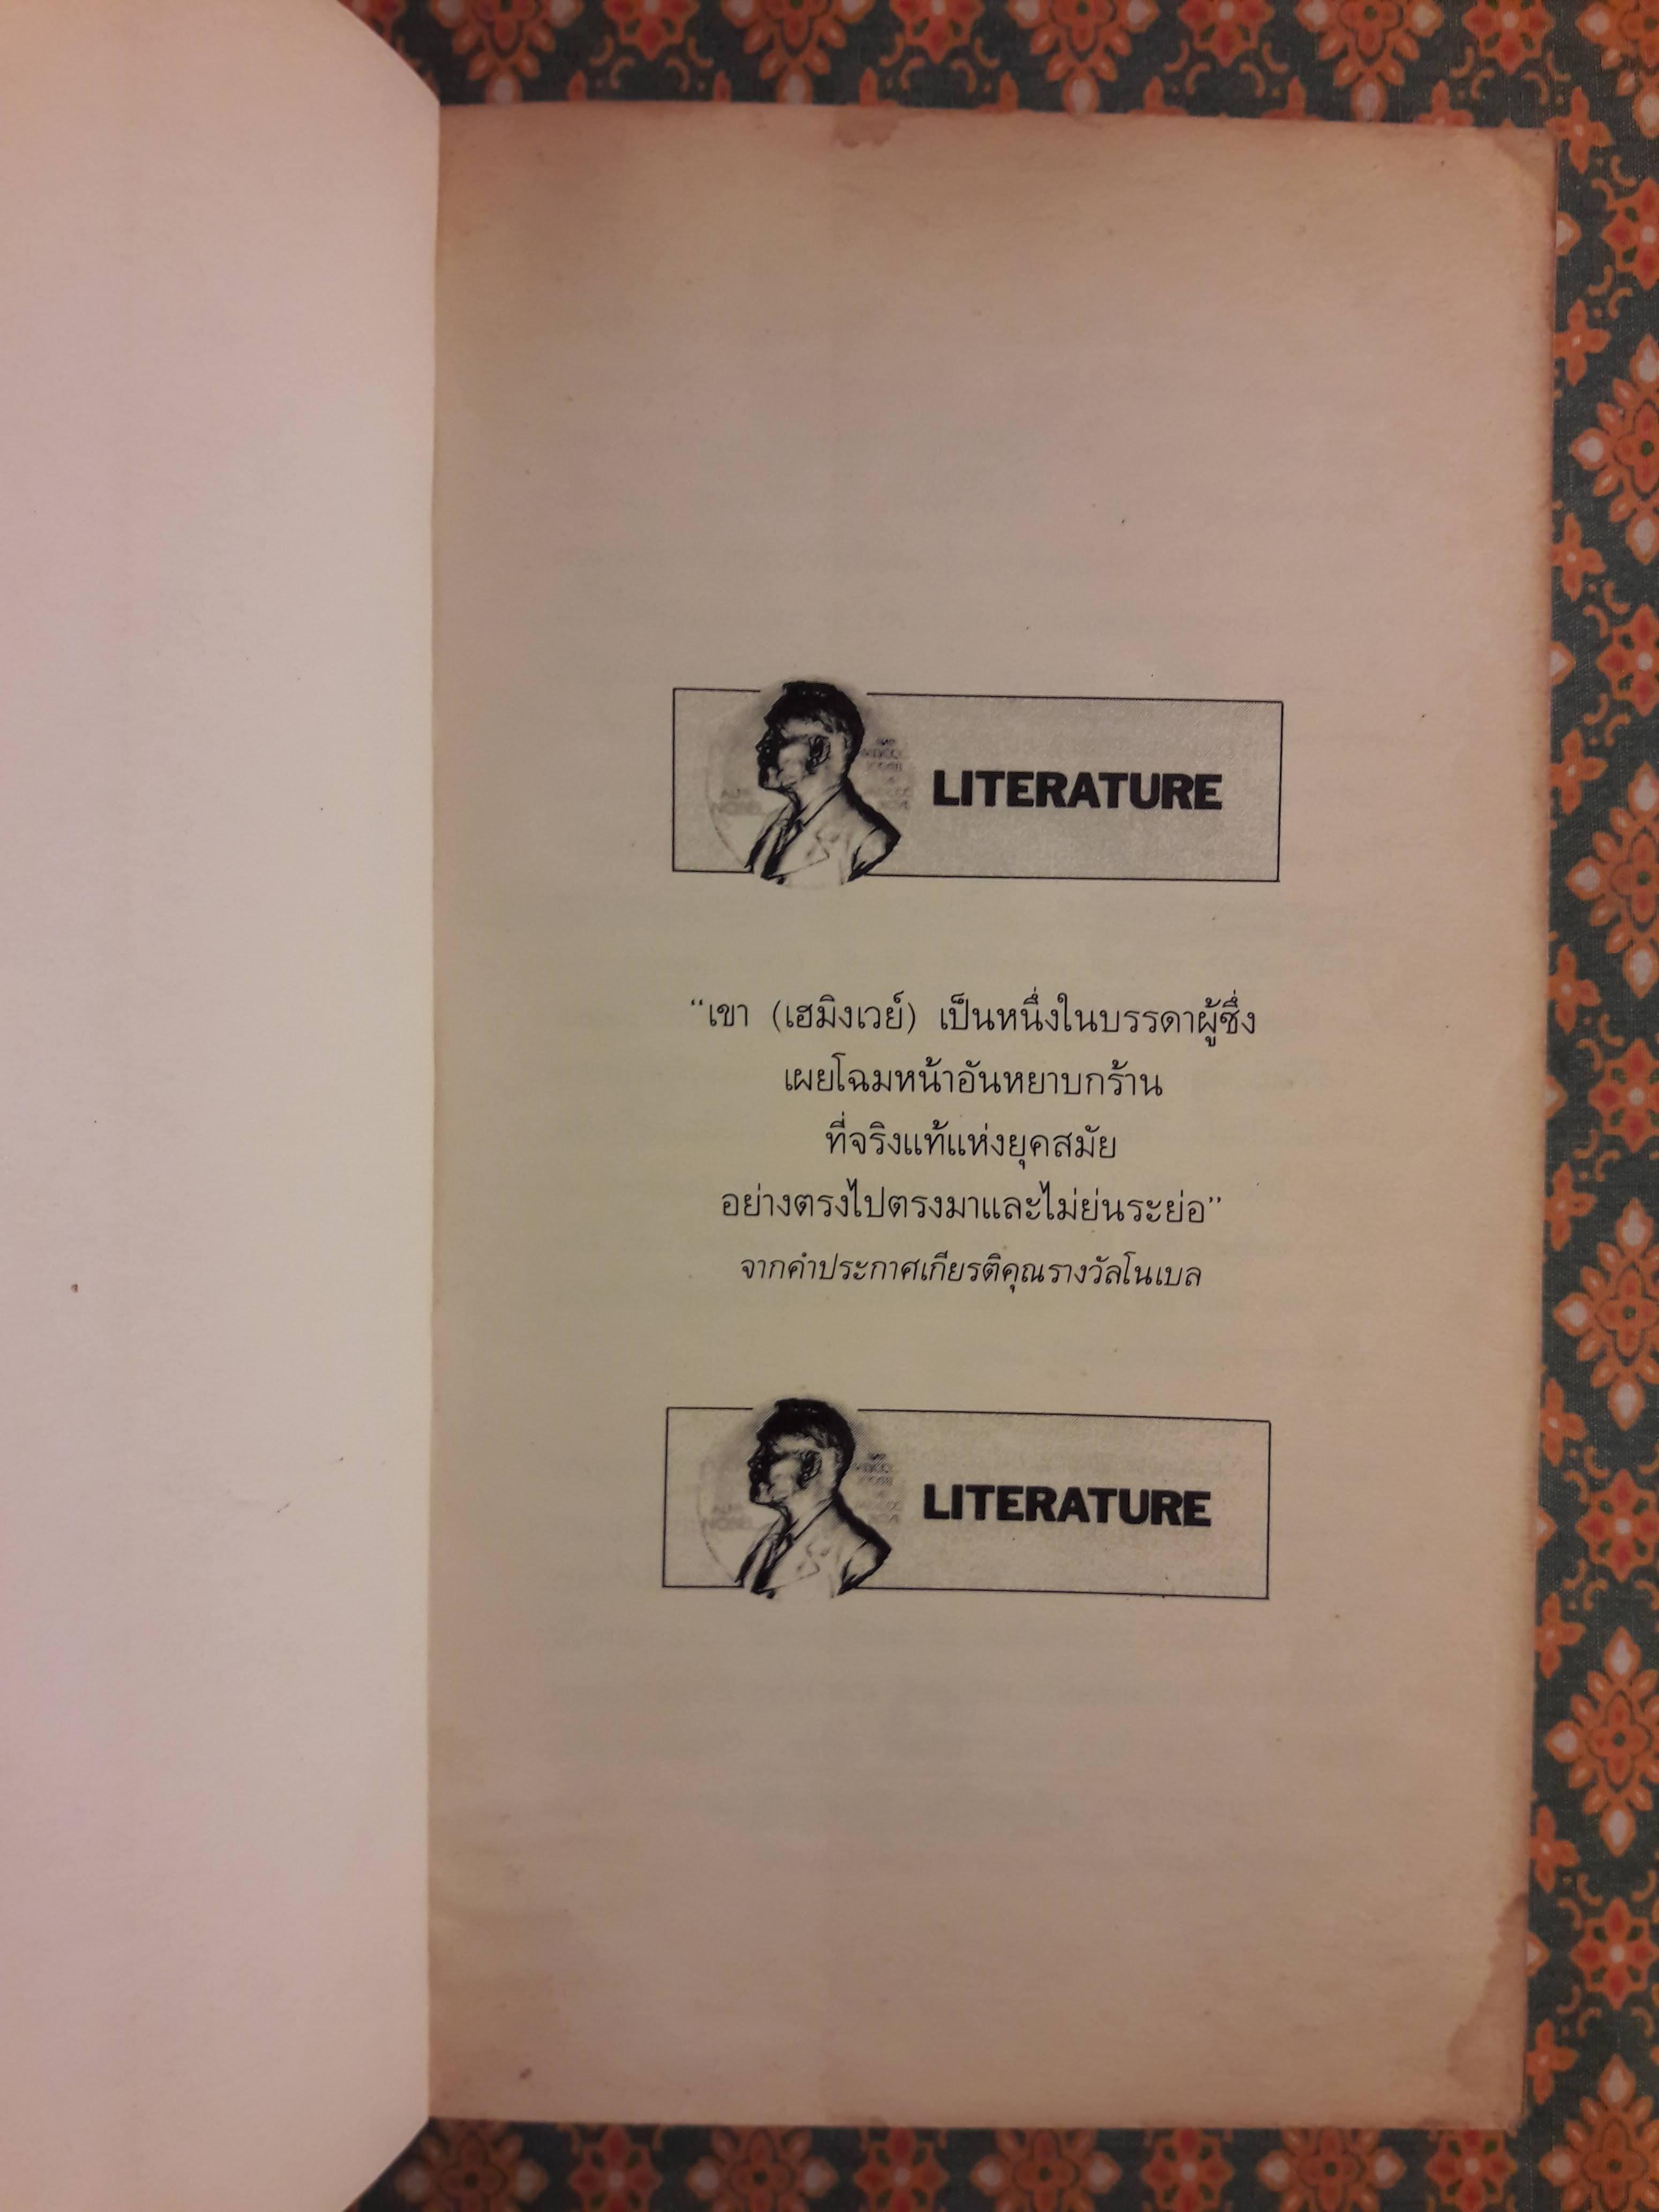 LITERATURE
“เขา (เฮมิงเวย์) เป็นหนึ่งในบรรดาผู้ซึ่ง
เผยโฉมหน้าอันหยาบกร้าน
ที่จริงแท้แห่งยุคสมัย
อย่างตรงไปตรงมาและไม่ย่นระย่อ”
จากคำประกาศเกียรติคุณรางวัลโนเบล
LITERATURE